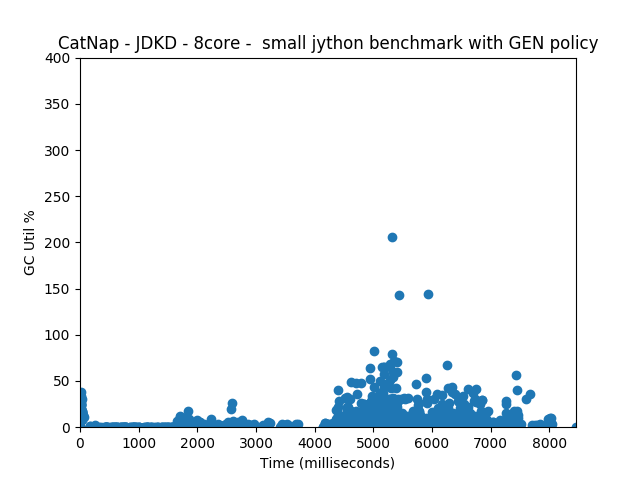 CatNap - JDKD - 8core -  small jython benchmark with GEN policy
400
350
300
250
200
150
100
50
0
GC Util %
0 1000 2000 3000 4000 5000 6000 7000 8000
Time (milliseconds)